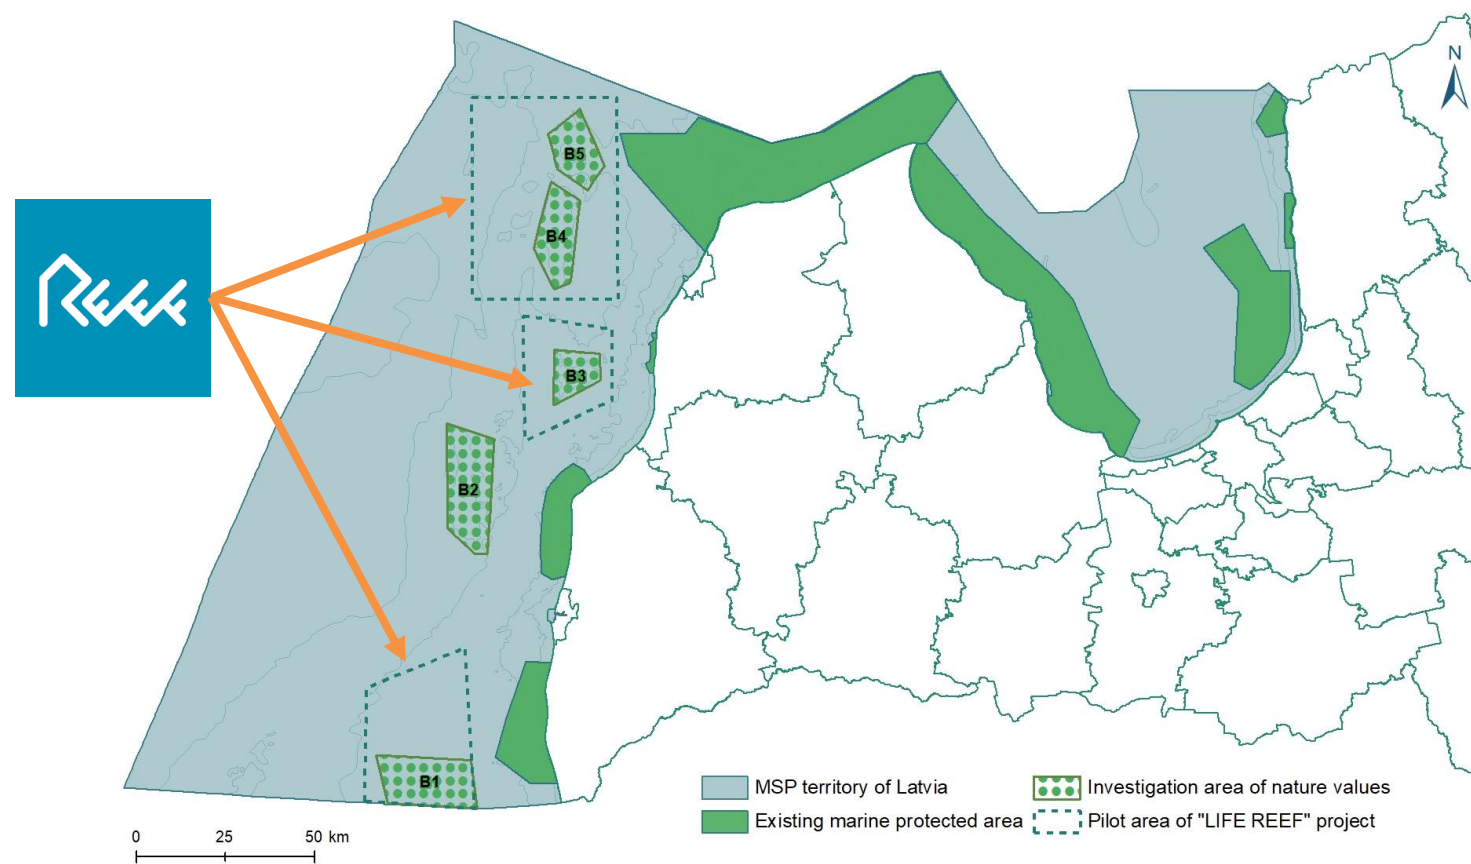 N
B5
B4
REEF
B3
B2
B1
MSP territory of Latvia
Investigation area of nature values
Existing marine protected area
Pilot area of "LIFE REEF" project
0 25 50 km